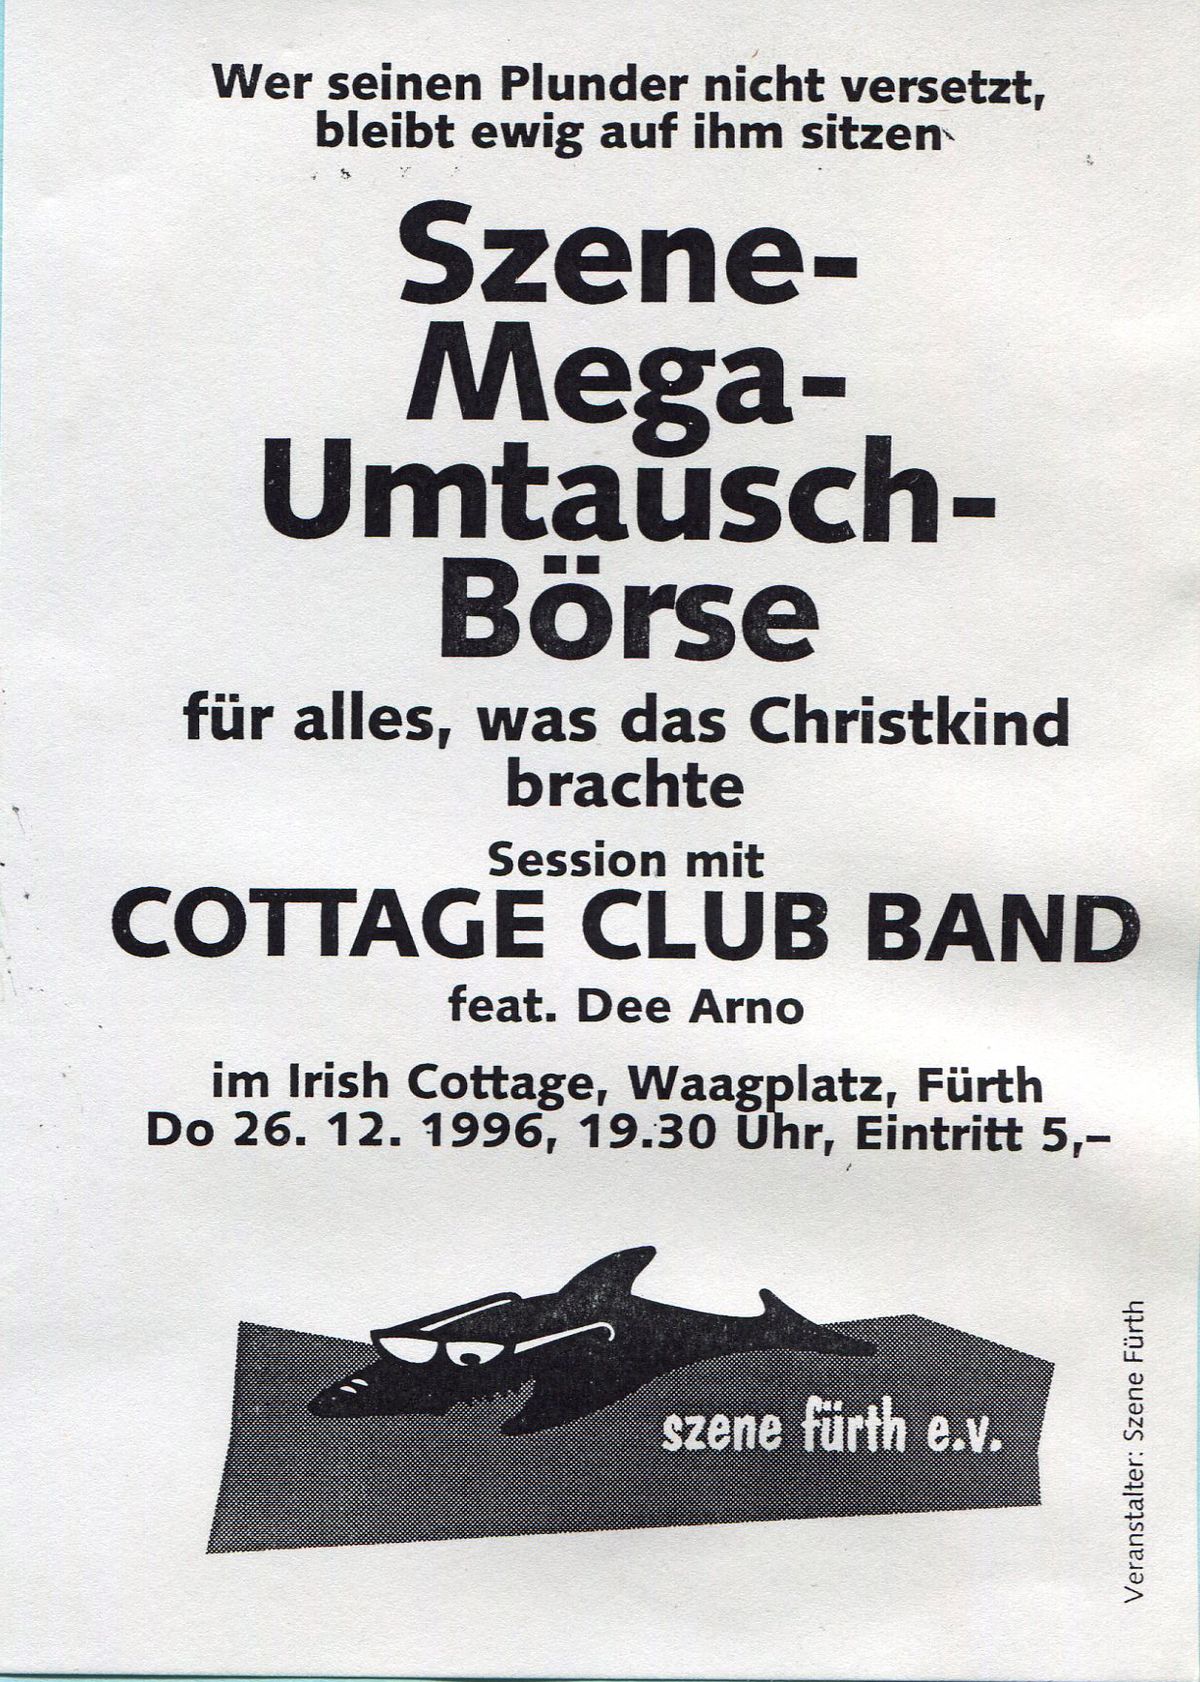 Wer seinen Plunder nicht versetzt,
bleibt ewig auf ihm sitzen
Szene-
Mega-
Umtausch-
Börse
für alles, was das Christkind
brachte
Session mit
COTTAGE CLUB BAND
feat. Dee Arno
im Irish Cottage, Waagplatz, Fürth
Do 26. 12. 1996, 19.30 Uhr, Eintritt 5,–
szene fürth e.v.
Veranstalter: Szene Fürth